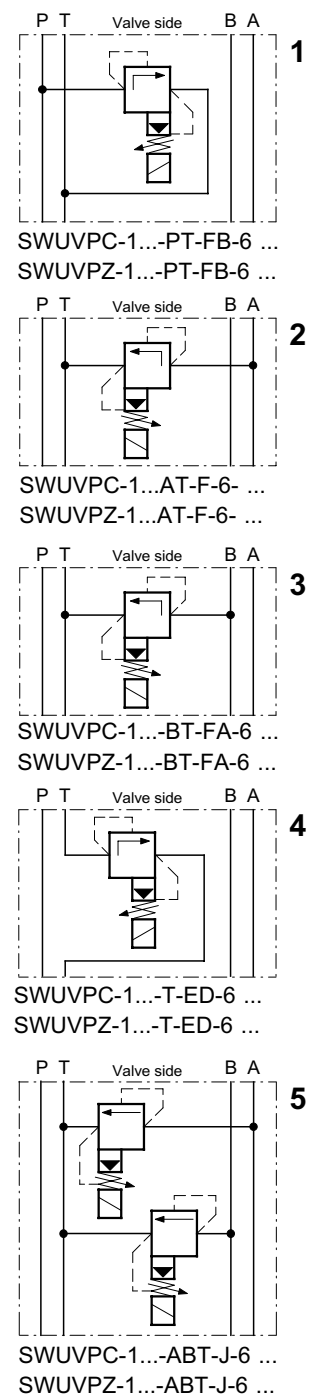 P T Valve side B A
1
SWUVPC-1...-PT-FB-6 ...
SWUVPZ-1...-PT-FB-6 ...
P T Valve side B A
2
SWUVPC-1...AT-F-6- ...
SWUVPZ-1...AT-F-6- ...
P T Valve side B A
3
SWUVPC-1...-BT-FA-6 ...
SWUVPZ-1...-BT-FA-6 ...
P T Valve side B A
4
SWUVPC-1...-T-ED-6 ...
SWUVPZ-1...-T-ED-6 ...
P T Valve side B A
5
SWUVPC-1...-ABT-J-6 ...
SWUVPZ-1...-ABT-J-6 ...